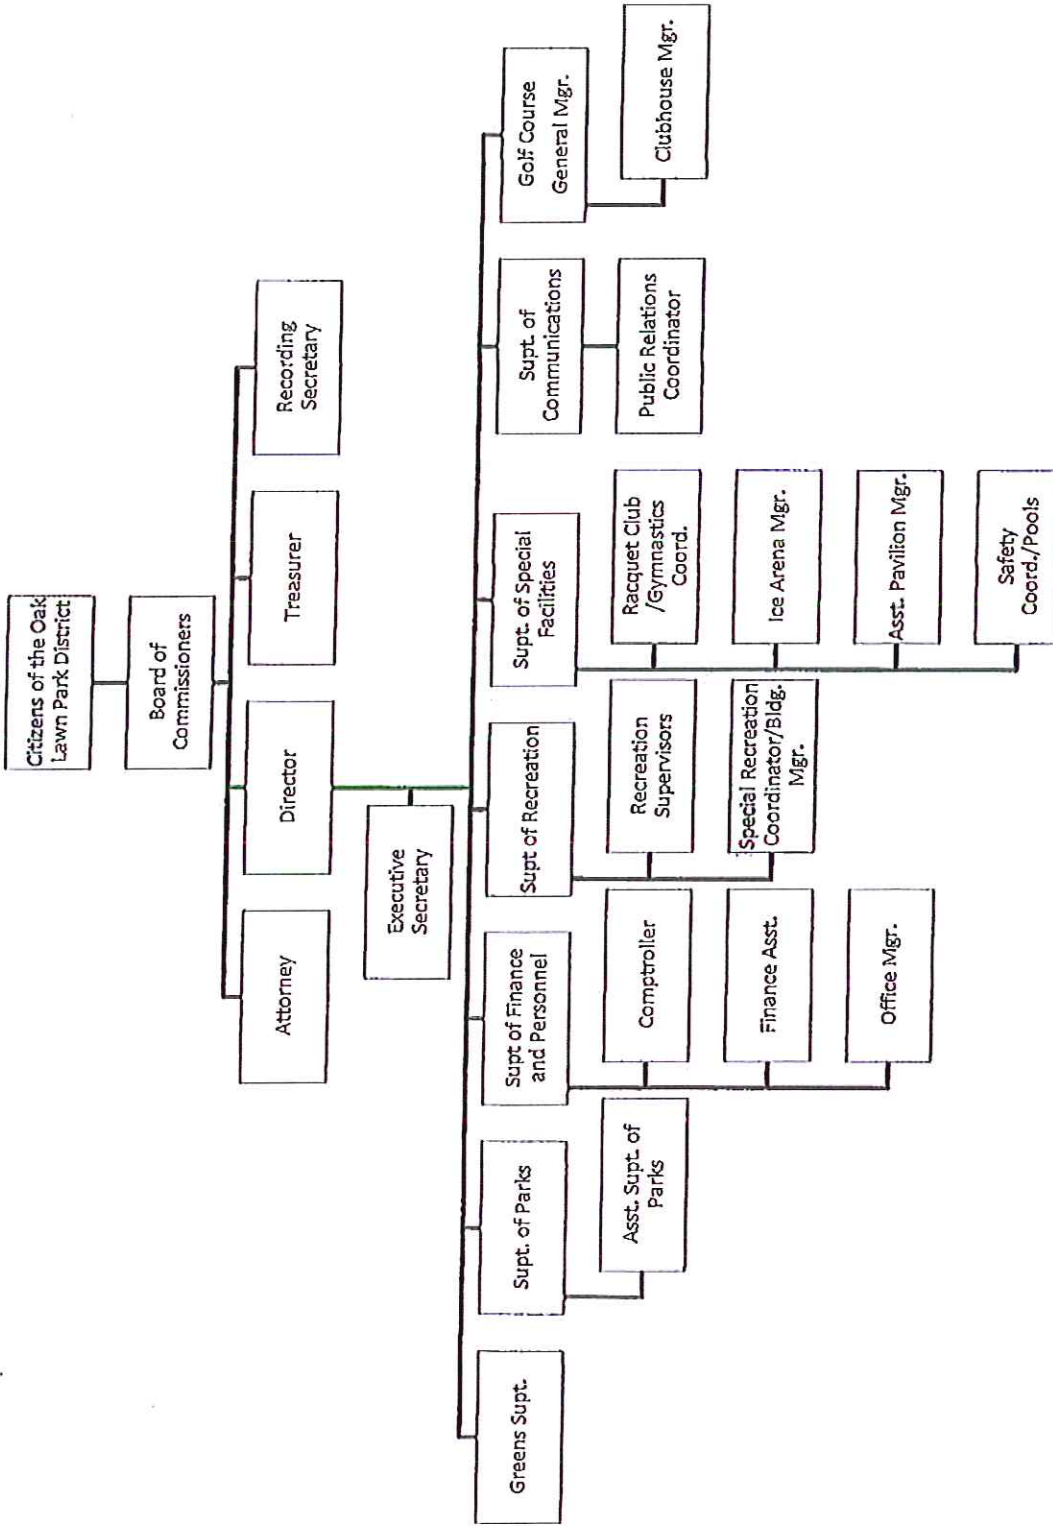 Citizens of the Oak
Lawn Park District
Board of
Commissioners
Attorney
Director
Treasurer
Recording
Secretary
Executive
Secretary
Greens Supt.
Supt. of Parks
Asst. Supt. of
Parks
Supt of Finance
and Personnel
Comptroller
Finance Asst.
Office Mgr.
Supt of Recreation
Recreation
Supervisors
Special Recreation
Coordinator/Bldg.
Mgr.
Supt. of Special
Facilities
Racquet Club
/Gymnastics
Coord.
Ice Arena Mgr.
Asst. Pavilion Mgr.
Safety
Coord./Pools
Supt. of
Communications
Public Relations
Coordinator
Golf Course
General Mgr.
Clubhouse Mgr.